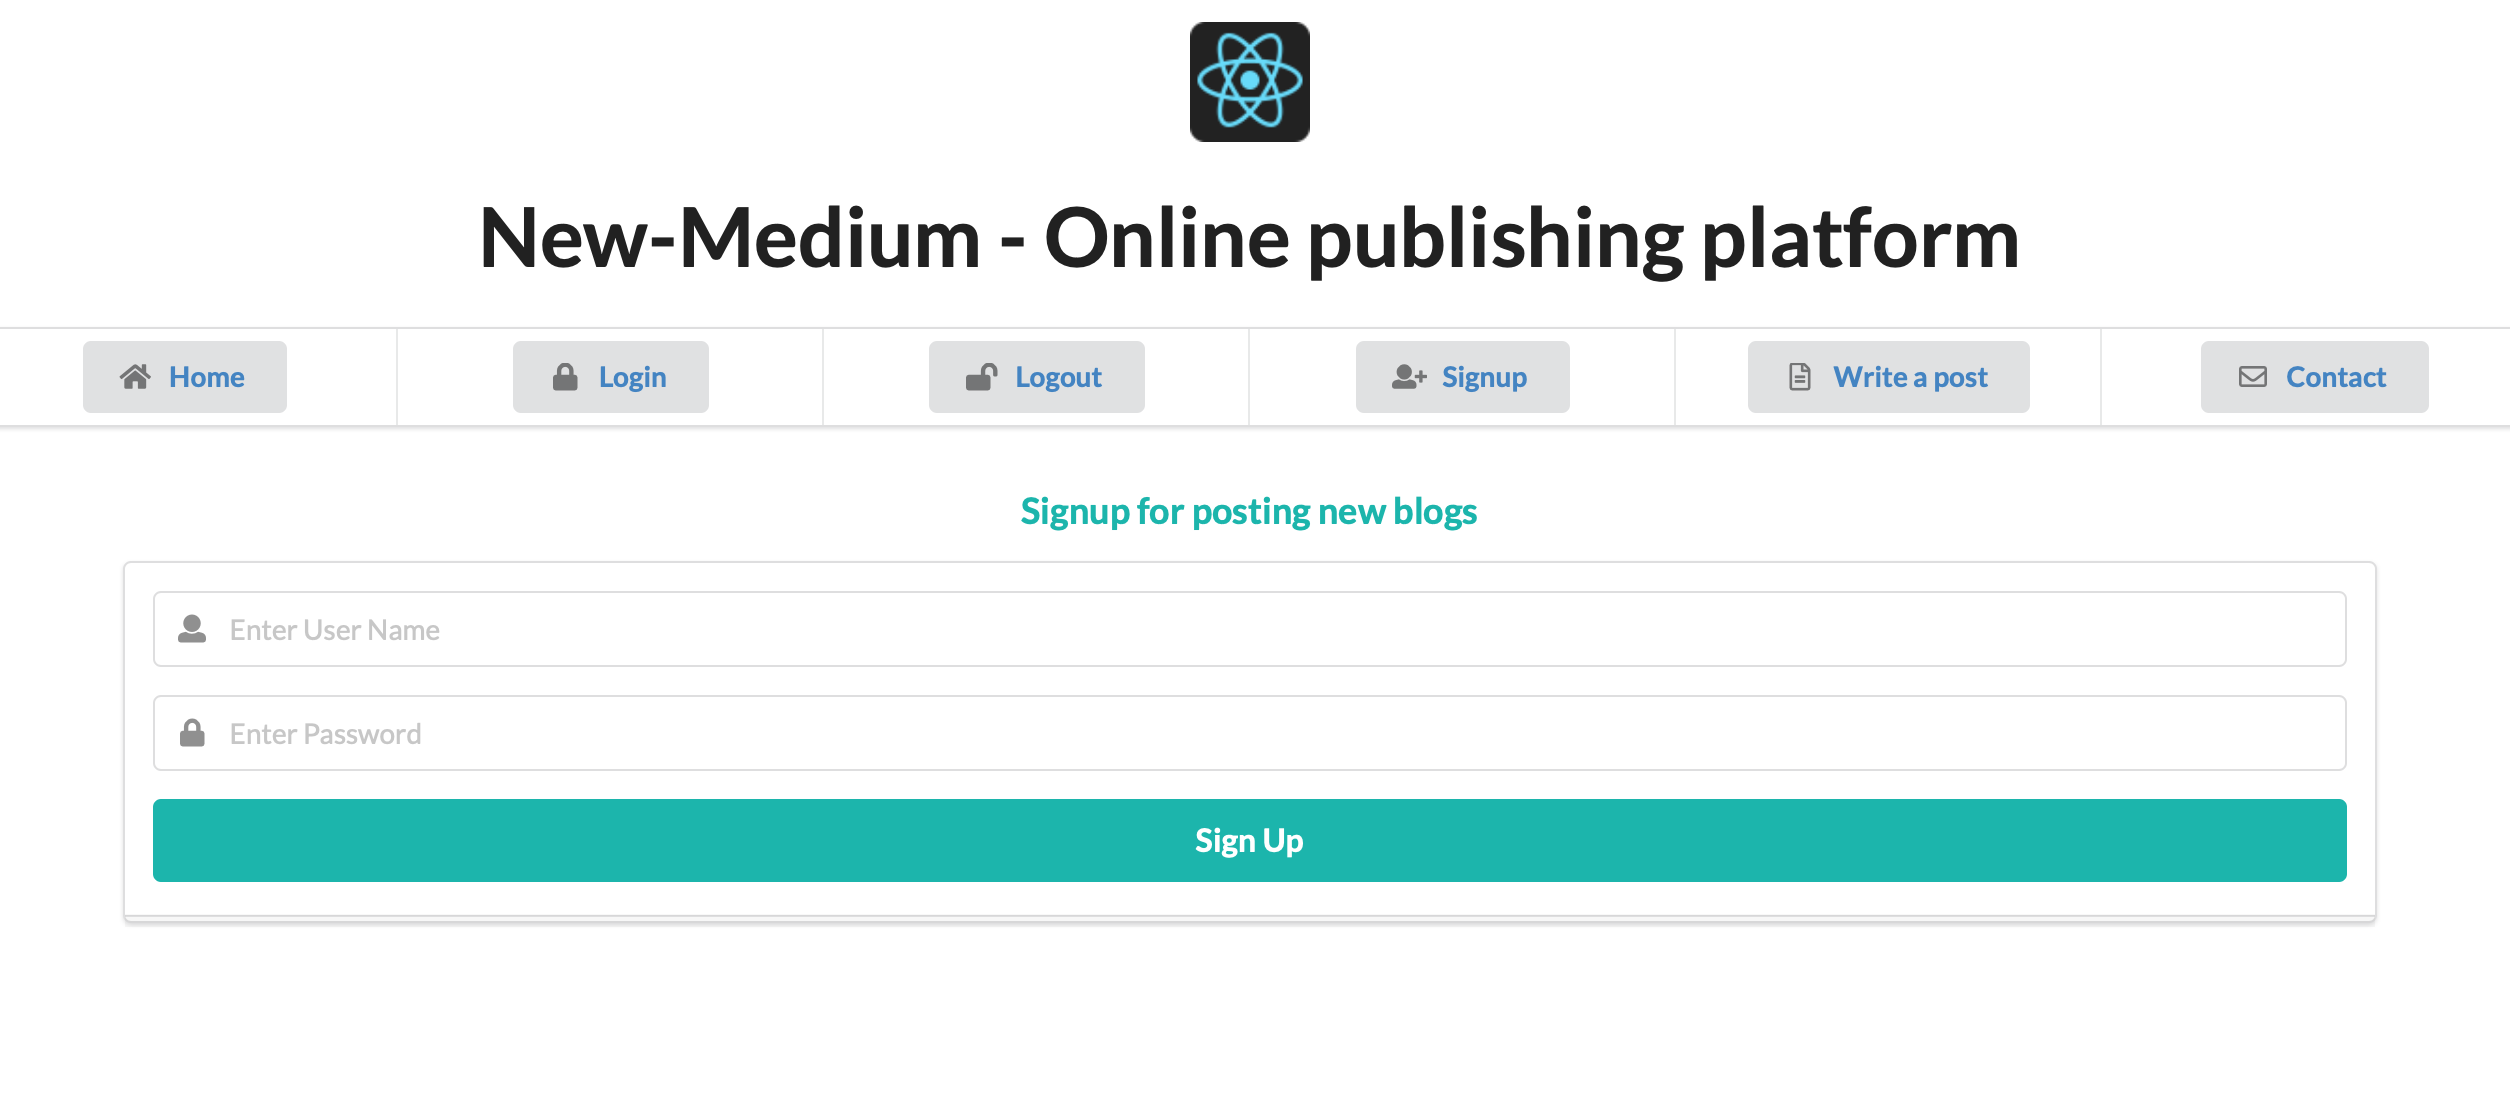 New-Medium - Online publishing platform
Home
Login
Logout
Signup
Write a post
Contact
Signup for posting new blogs
Enter User Name
Enter Password
Sign Up